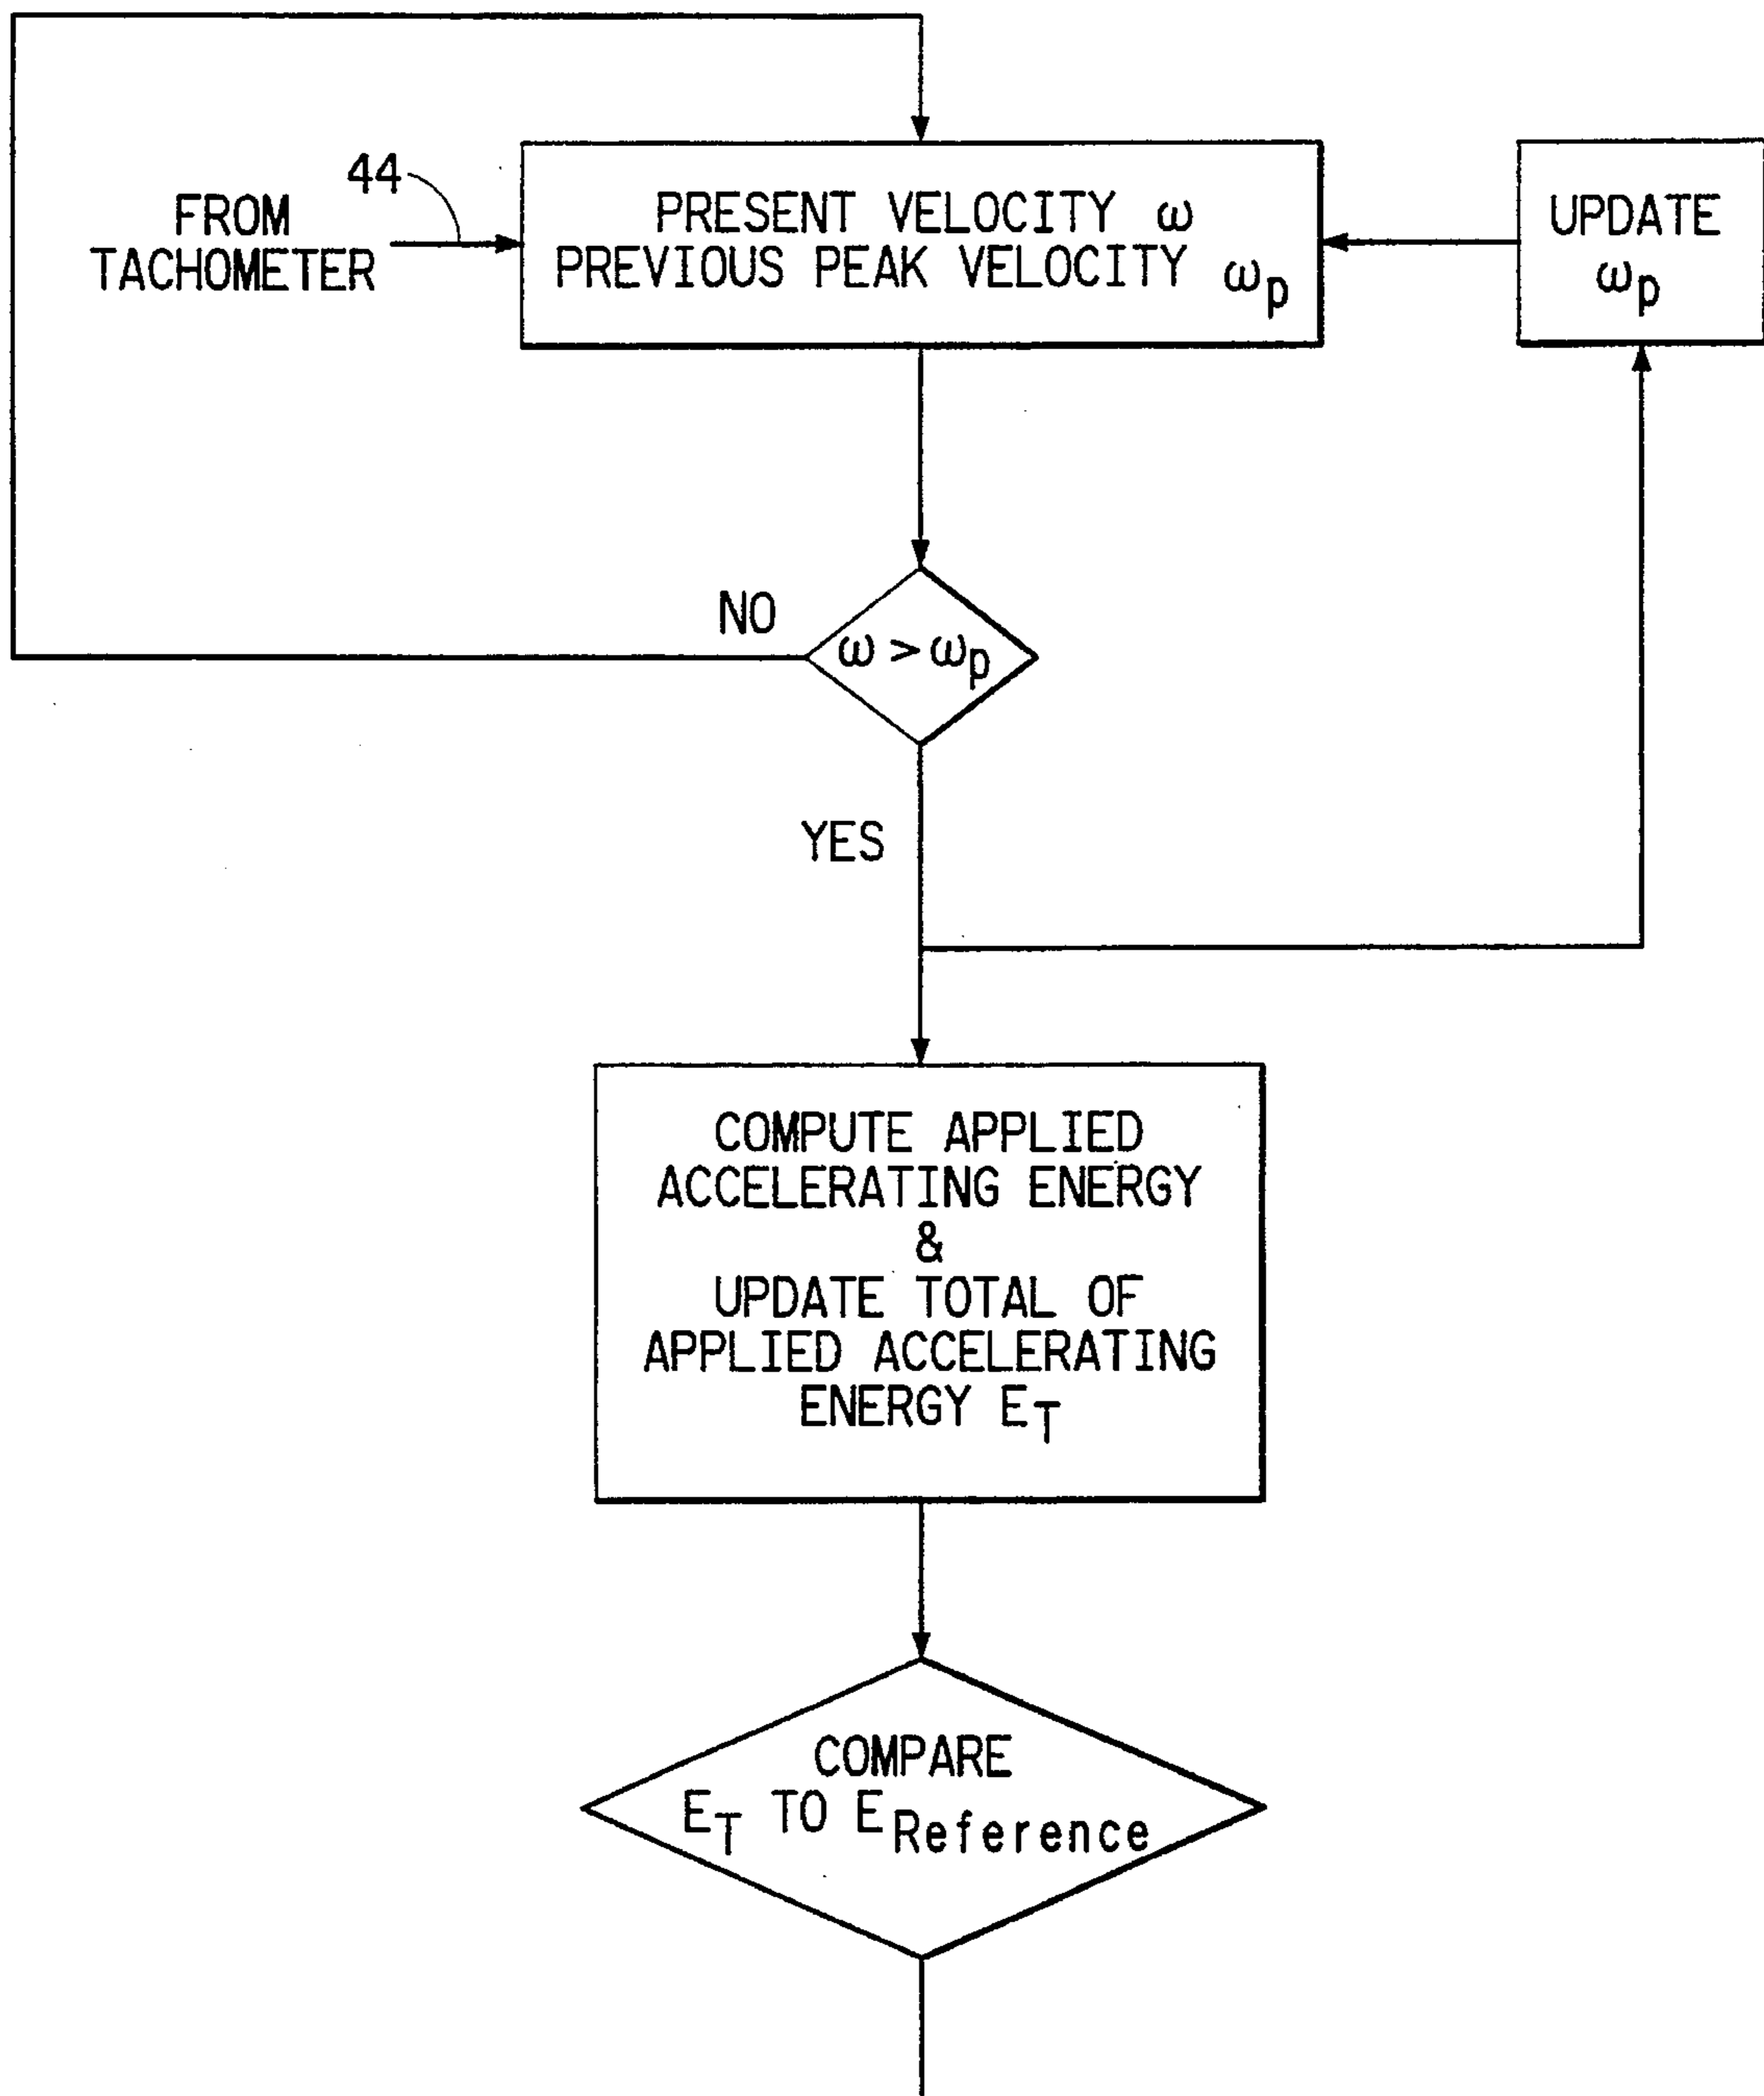 44
FROM
TACHOMETER
PRESENT VELOCITY ω
PREVIOUS PEAK VELOCITY ωp
UPDATE
ωp
NO
ω > ωp
YES
COMPUTE APPLIED
ACCELERATING ENERGY
&
UPDATE TOTAL OF
APPLIED ACCELERATING
ENERGY ET
COMPARE
ET TO EReference